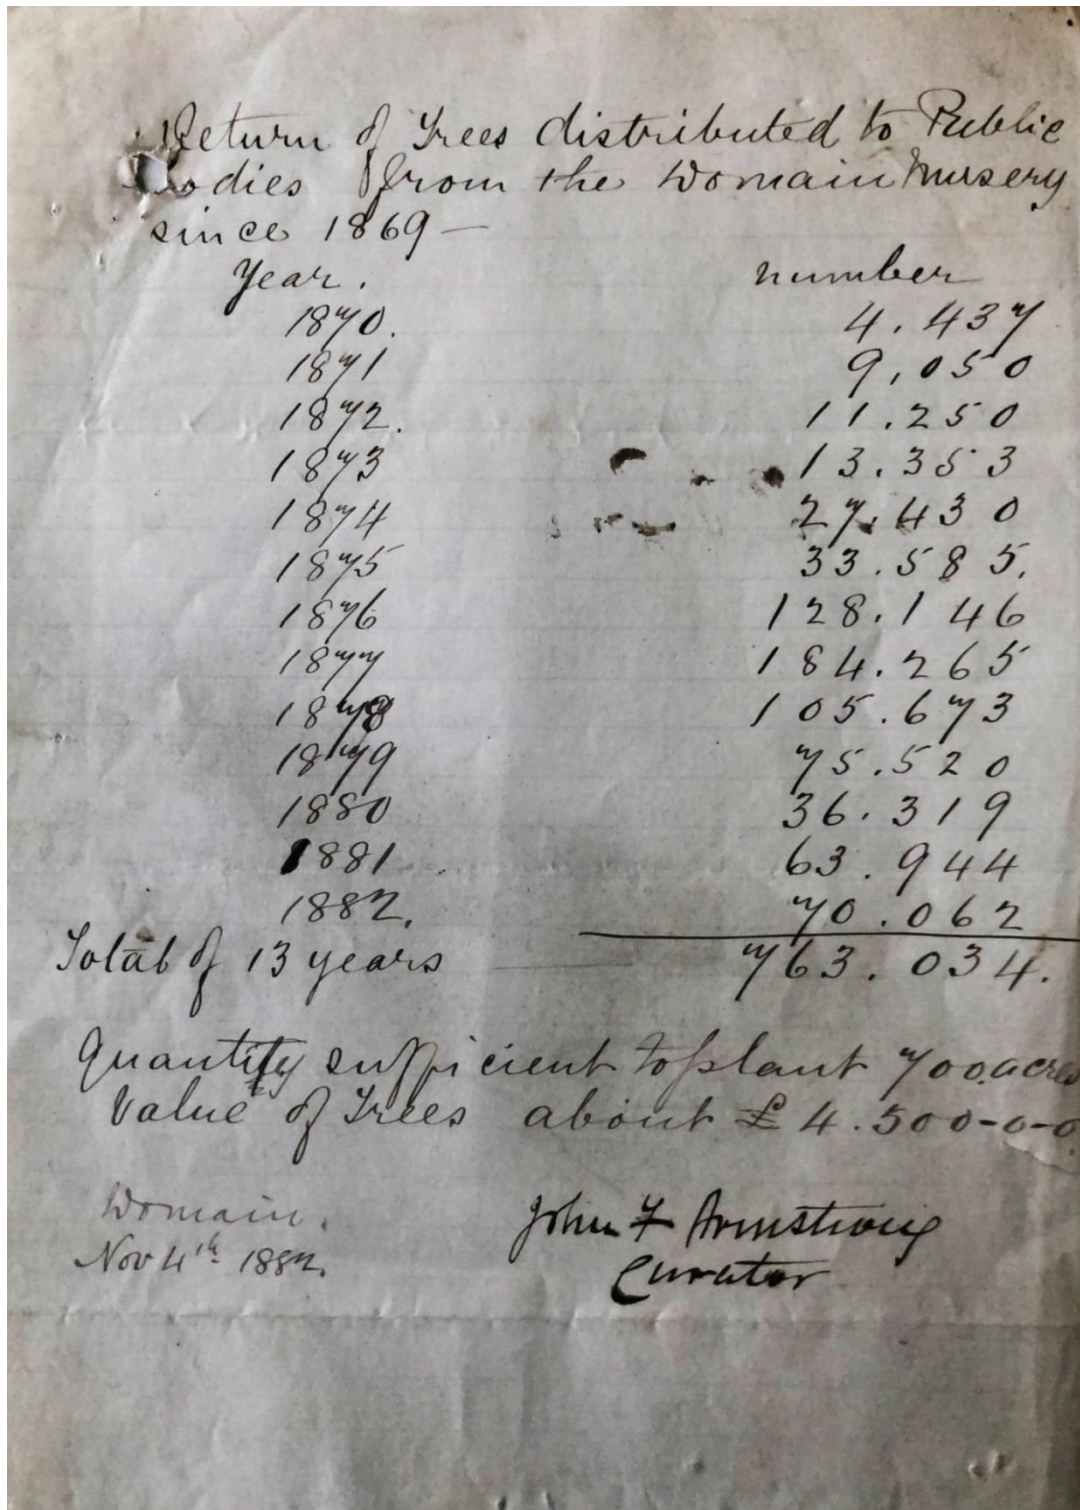 Return of Trees distributed to Public
Bodies from the Domain Nursery
since 1869 —
Year. number
1870. 4.437
1871 9,050
1872. 11.250
1873 13.353
1874 27.430
1875 33.585.
1876 128.146
1877 184.265
1878 105.673
1879 75.520
1880 36.319
1881 63.944
1882. 70.062
Total of 13 years 763.034.
Quantity sufficient to plant 700.acres
Value of Trees about £4.500-0-0
Domain.
Nov 4th 1882.
John F Armstrong
Curator